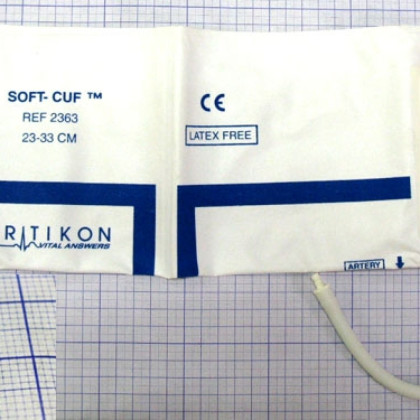 SOFT- CUF ™
REF 2363
23-33 CM
CE
LATEX FREE
RITIKON
VITAL ANSWERS
ARTERY